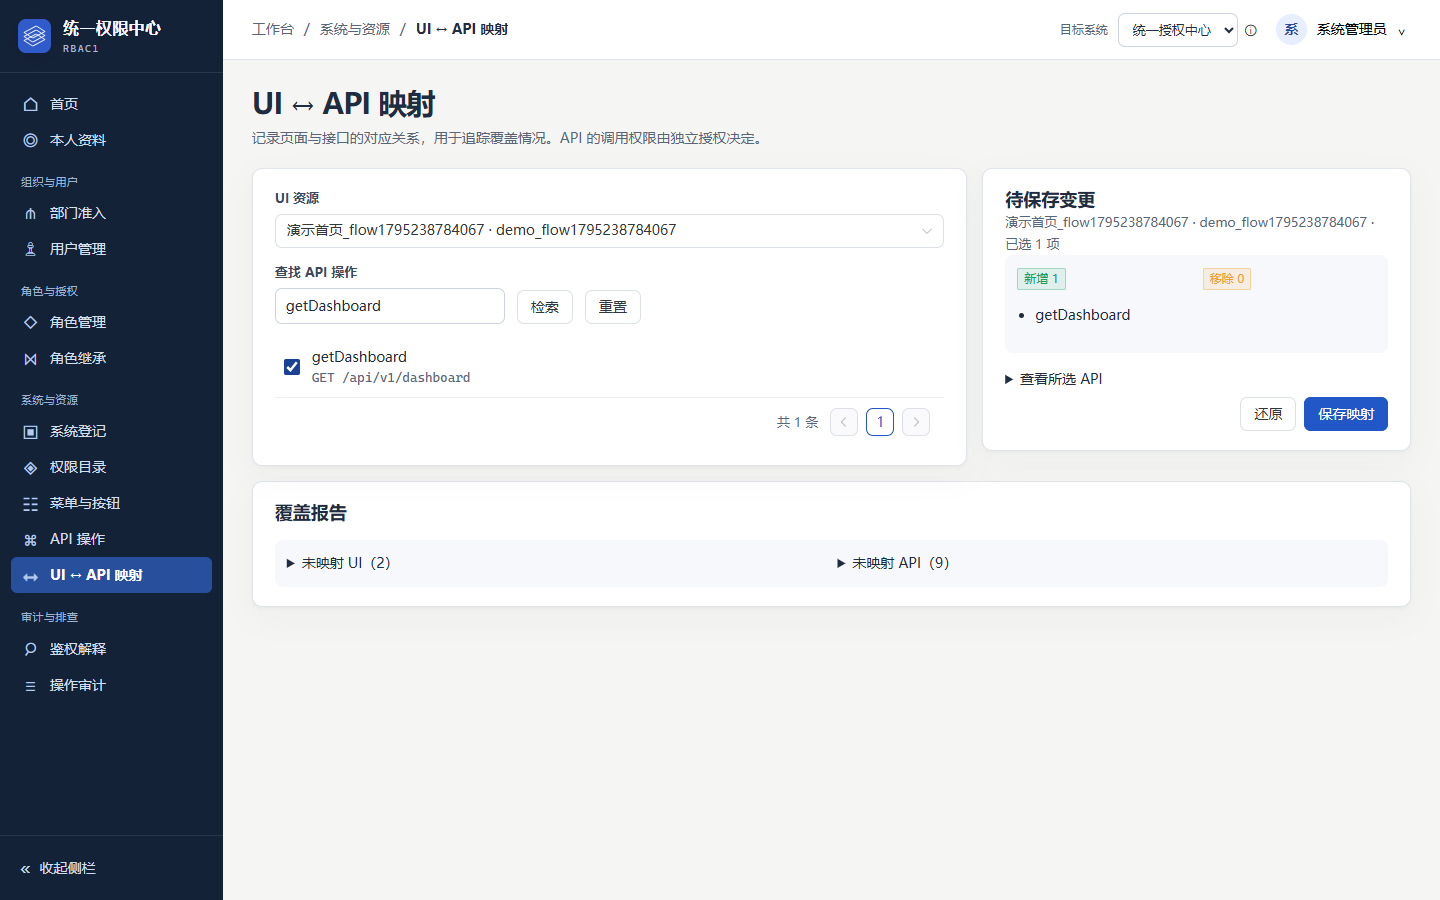 统一权限中心
RBAC1
首页
本人资料
组织与用户
部门准入
用户管理
角色与授权
角色管理
角色继承
系统与资源
系统登记
权限目录
菜单与按钮
API 操作
UI ↔ API 映射
审计与排查
鉴权解释
操作审计
« 收起侧栏
工作台 / 系统与资源 / UI ↔ API 映射
目标系统 统一授权中心 系 系统管理员
UI ↔ API 映射
记录页面与接口的对应关系，用于追踪覆盖情况。API 的调用权限由独立授权决定。
UI 资源
演示首页_flow1795238784067 · demo_flow1795238784067
查找 API 操作
getDashboard 检索 重置
getDashboard
GET /api/v1/dashboard
共 1 条 1
待保存变更
演示首页_flow1795238784067 · demo_flow1795238784067 ·
已选 1 项
新增 1 移除 0
• getDashboard
查看所选 API
还原 保存映射
覆盖报告
未映射 UI（2） 未映射 API（9）